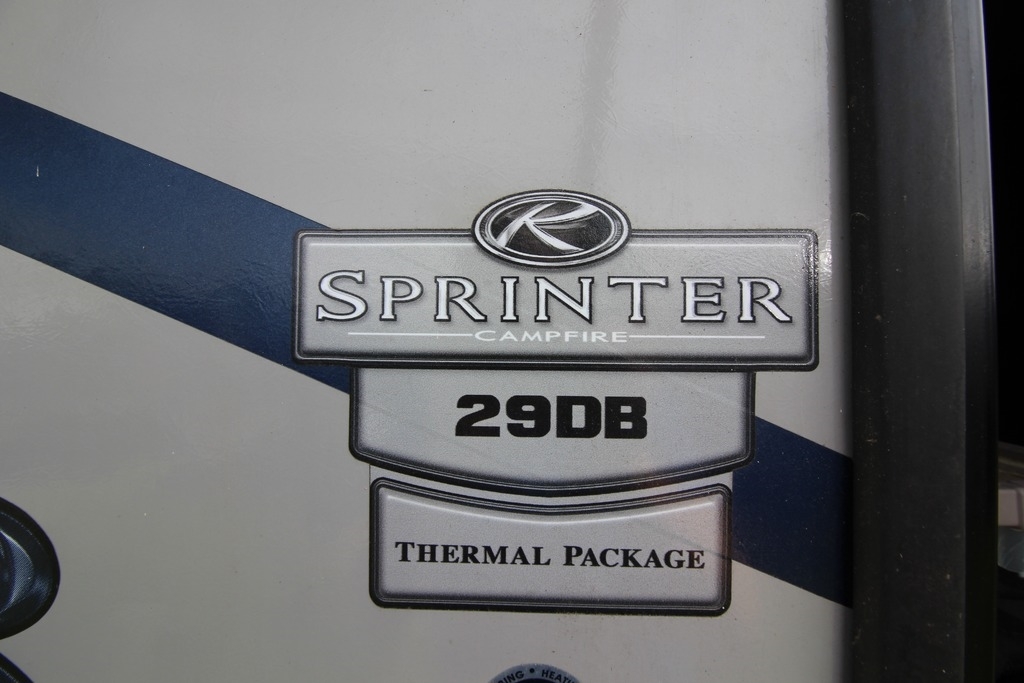 K
SPRINTER
CAMPFIRE
29DB
THERMAL PACKAGE